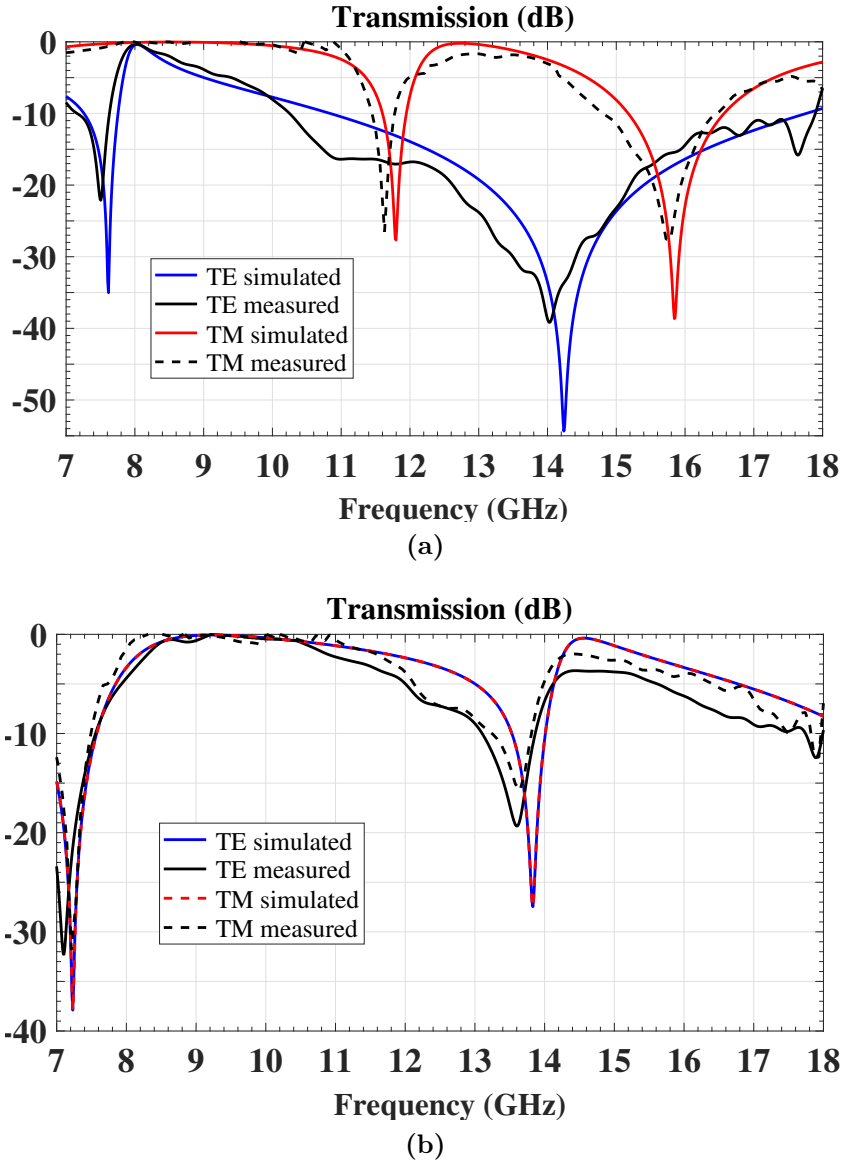 Transmission (dB)
0
-10
-20
-30
-40
-50
TE simulated
TE measured
TM simulated
TM measured
7 8 9 10 11 12 13 14 15 16 17 18
Frequency (GHz)
(a)
Transmission (dB)
0
-10
-20
-30
-40
TE simulated
TE measured
TM simulated
TM measured
7 8 9 10 11 12 13 14 15 16 17 18
Frequency (GHz)
(b)